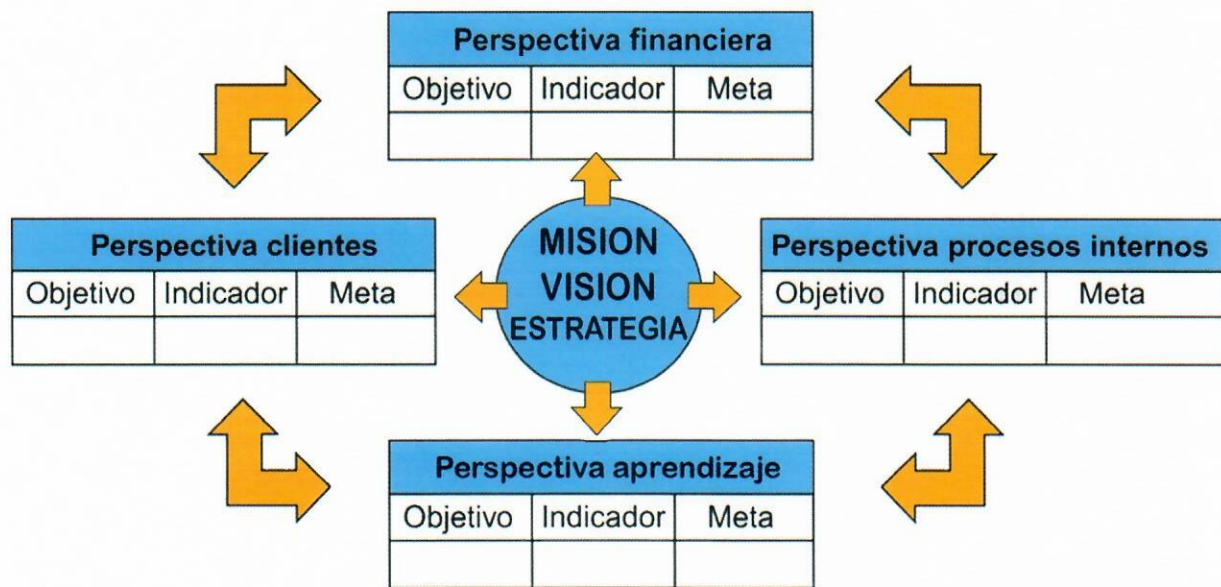 Perspectiva financiera
Objetivo Indicador Meta
Perspectiva clientes
Objetivo Indicador Meta
MISION
VISION
ESTRATEGIA
Perspectiva procesos internos
Objetivo Indicador Meta
Perspectiva aprendizaje
Objetivo Indicador Meta